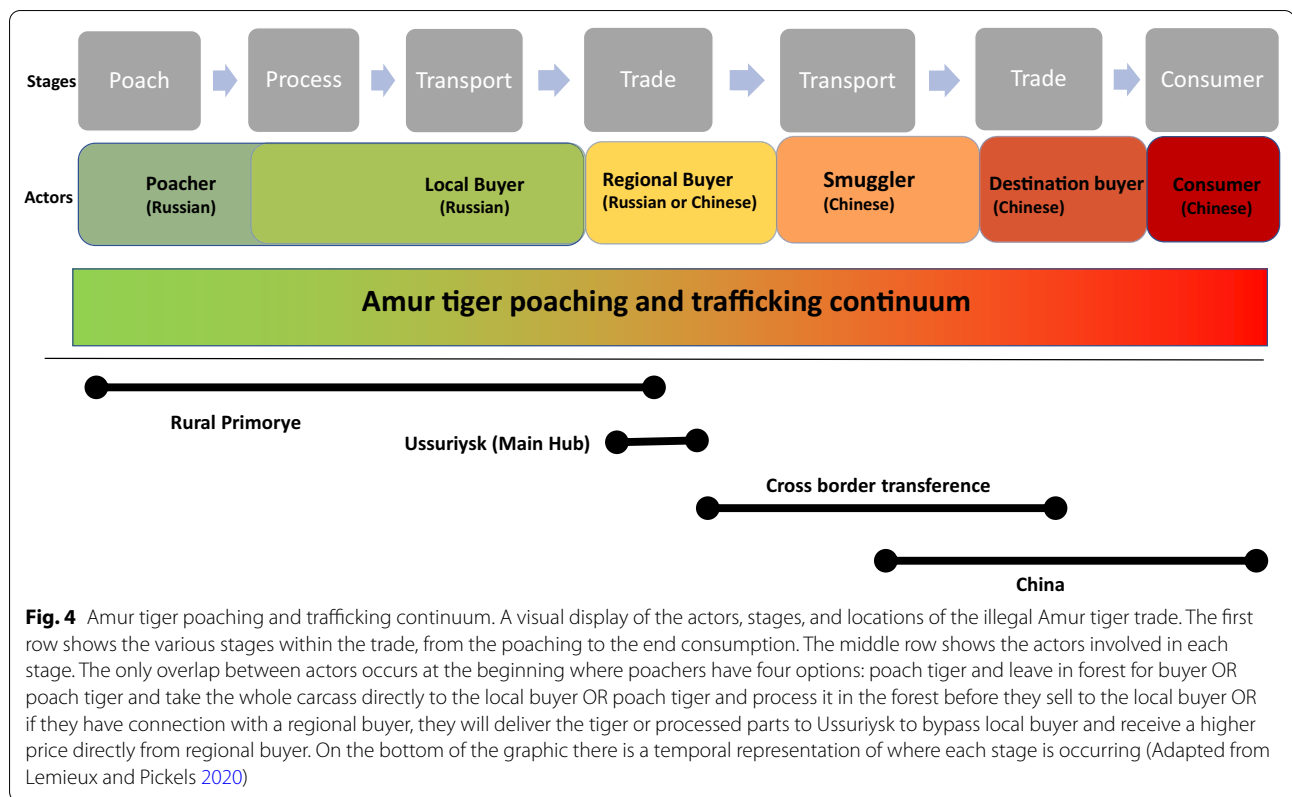 Stages
Poach
Process
Transport
Trade
Transport
Trade
Consumer
Actors
Poacher
(Russian)
Local Buyer
(Russian)
Regional Buyer
(Russian or Chinese)
Smuggler
(Chinese)
Destination buyer
(Chinese)
Consumer
(Chinese)
Amur tiger poaching and trafficking continuum
Rural Primorye
Ussuriysk (Main Hub)
Cross border transference
China
Fig. 4 Amur tiger poaching and trafficking continuum. A visual display of the actors, stages, and locations of the illegal Amur tiger trade. The first
row shows the various stages within the trade, from the poaching to the end consumption. The middle row shows the actors involved in each
stage. The only overlap between actors occurs at the beginning where poachers have four options: poach tiger and leave in forest for buyer OR
poach tiger and take the whole carcass directly to the local buyer OR poach tiger and process it in the forest before they sell to the local buyer OR
if they have connection with a regional buyer, they will deliver the tiger or processed parts to Ussuriysk to bypass local buyer and receive a higher
price directly from regional buyer. On the bottom of the graphic there is a temporal representation of where each stage is occurring (Adapted from
Lemieux and Pickels 2020)